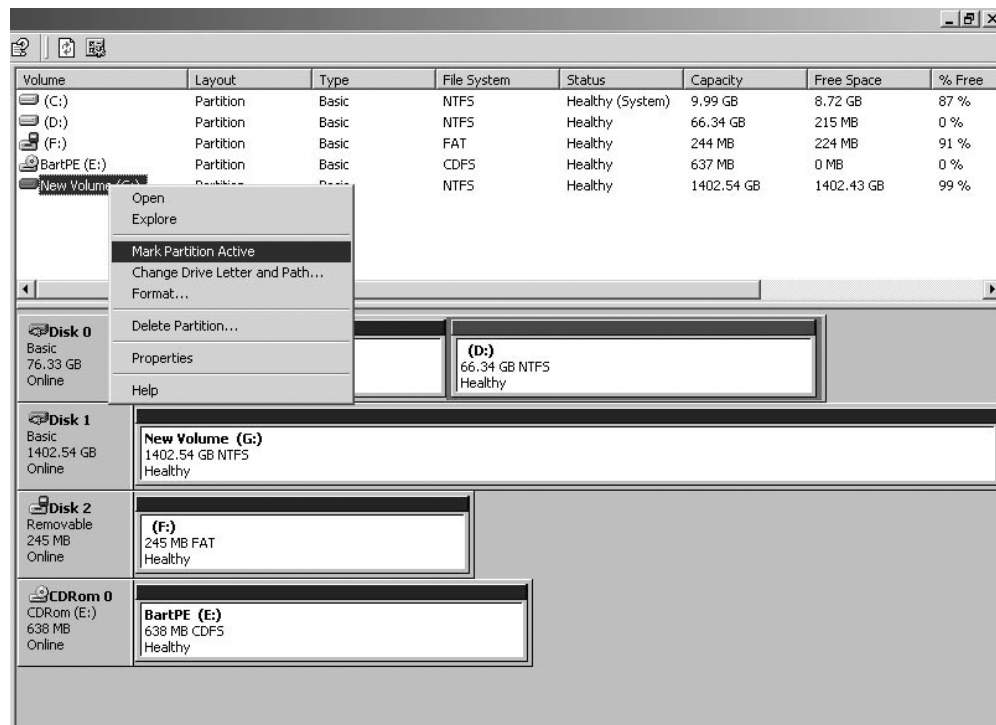 Volume Layout Type File System Status Capacity Free Space % Free
(C:) Partition Basic NTFS Healthy (System) 9.99 GB 8.72 GB 87 %
(D:) Partition Basic NTFS Healthy 66.34 GB 215 MB 0 %
(F:) Partition Basic FAT Healthy 244 MB 224 MB 91 %
BartPE (E:) Partition Basic CDFS Healthy 637 MB 0 MB 0 %
New Volume (G:) Partition Basic NTFS Healthy 1402.54 GB 1402.43 GB 99 %
Open
Explore
Mark Partition Active
Change Drive Letter and Path...
Format...
Delete Partition...
Properties
Help
Disk 0
Basic
76.33 GB
Online
(D:)
66.34 GB NTFS
Healthy
Disk 1
Basic
1402.54 GB
Online
New Volume (G:)
1402.54 GB NTFS
Healthy
Disk 2
Removable
245 MB
Online
(F:)
245 MB FAT
Healthy
CDRom 0
CDRom (E:)
638 MB
Online
BartPE (E:)
638 MB CDFS
Healthy